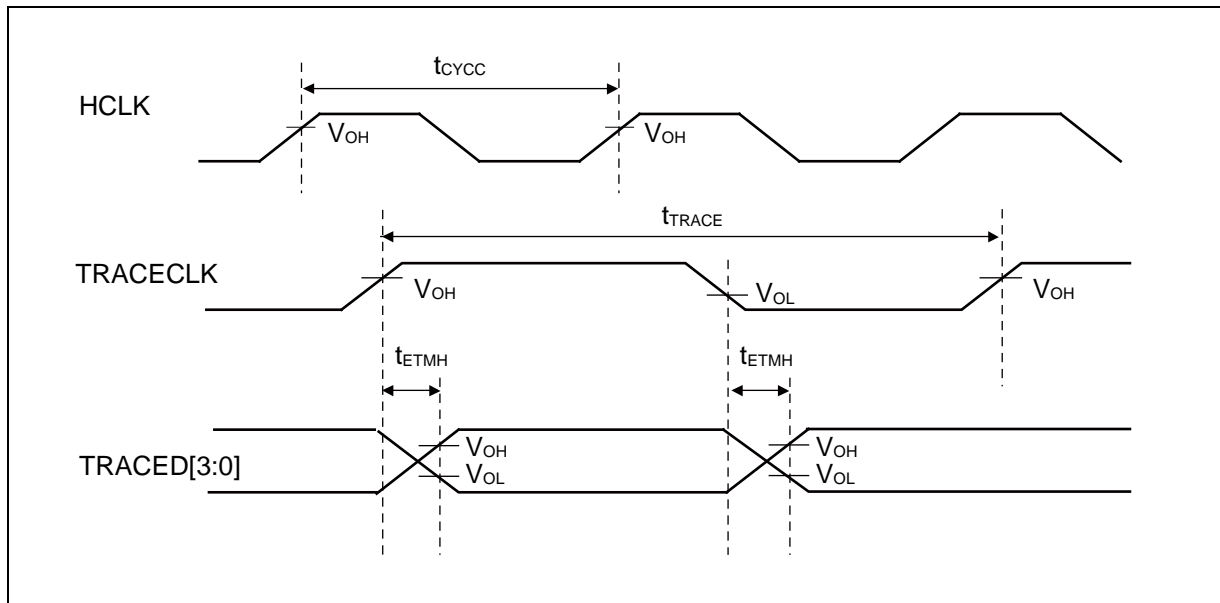 tCYCC
HCLK
VOH
VOH
tTRACE
TRACECLK
VOH
VOL
VOH
tETMH
tETMH
TRACED[3:0]
VOH
VOH
VOL
VOL